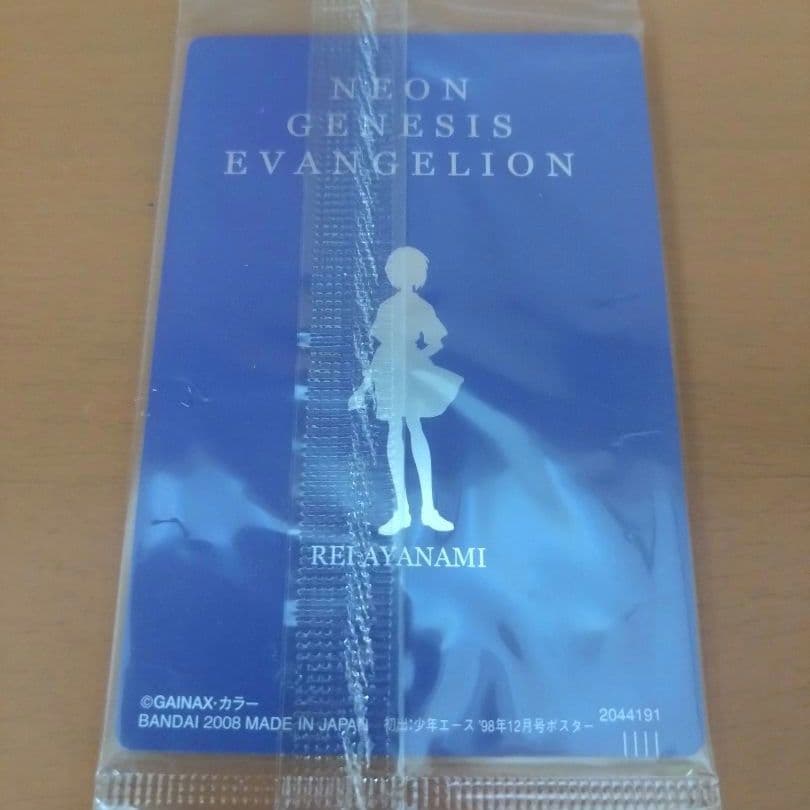 NEON
GENESIS
EVANGELION
REI AYANAMI
©GAINAX・カラー
BANDAI 2008 MADE IN JAPAN 初出:少年エース '98年12月号ポスター 2044191